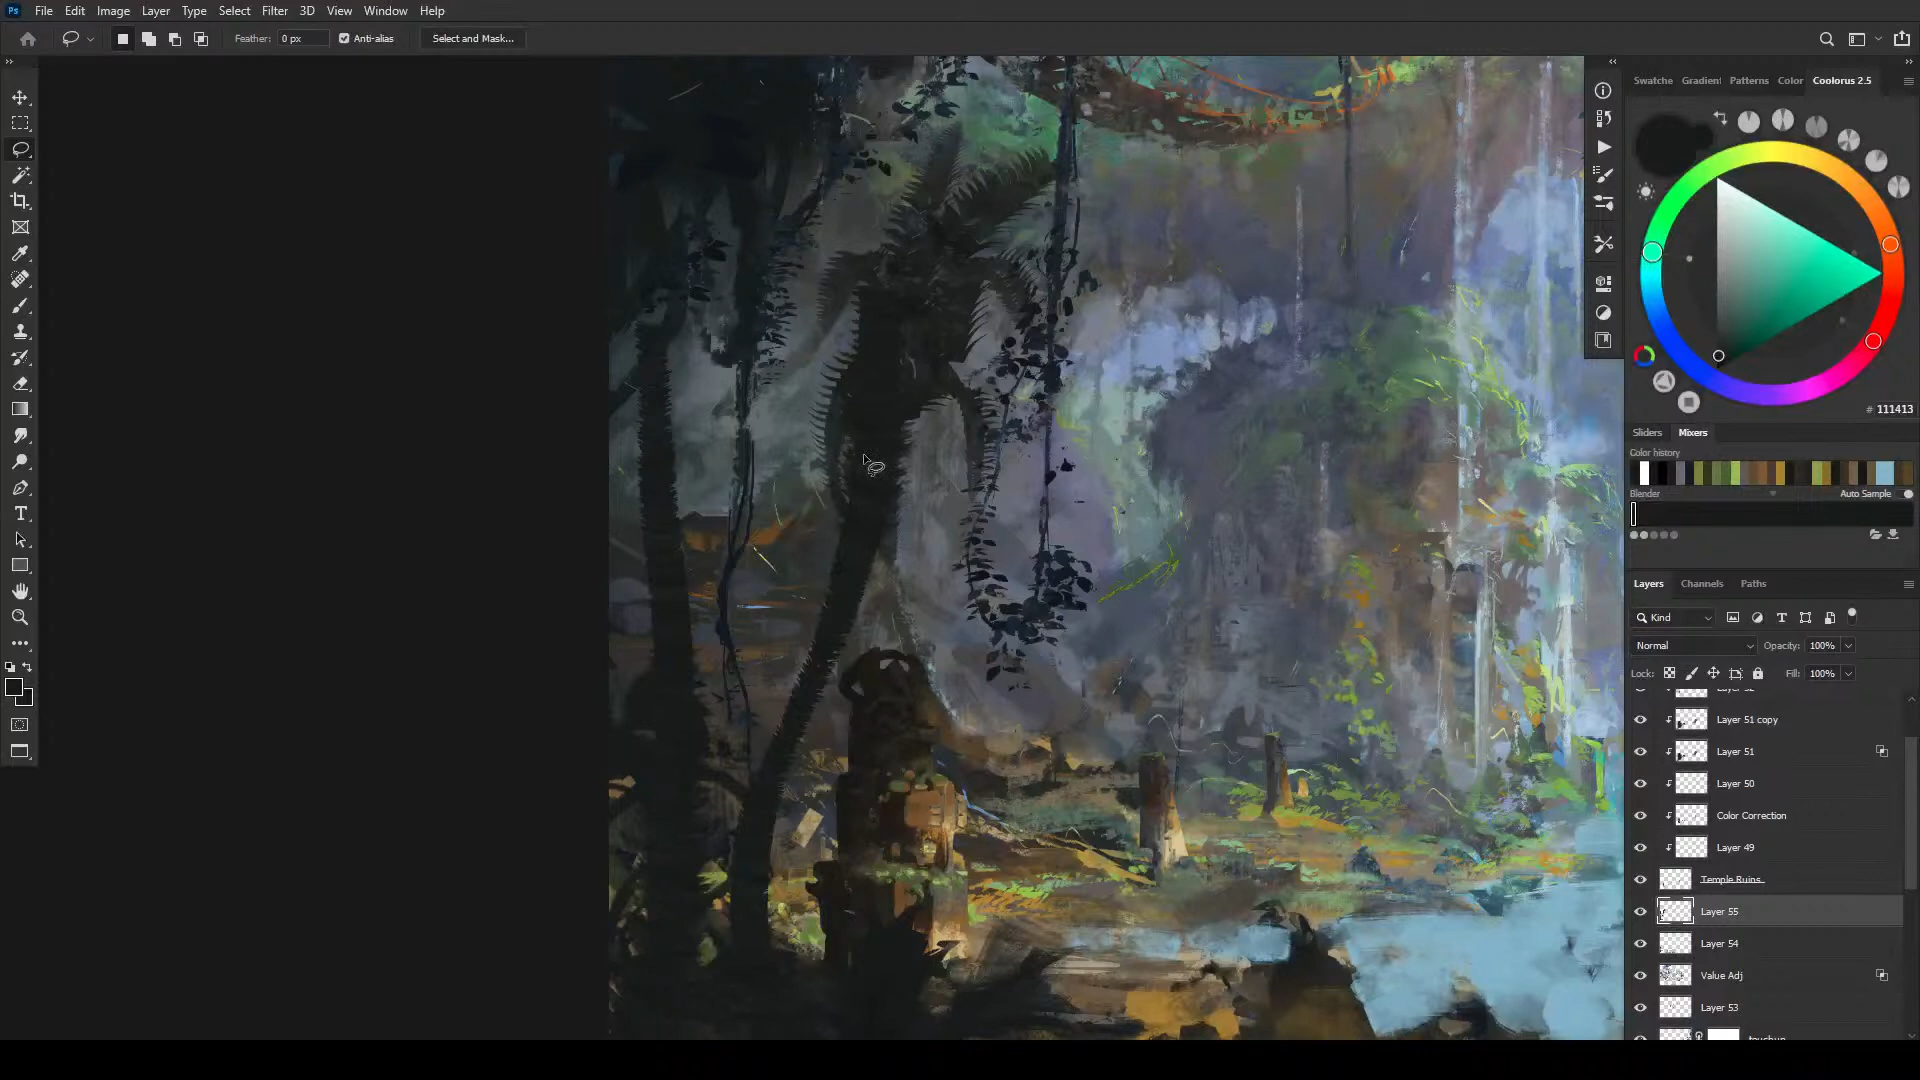 Ps File Edit Image Layer Type Select Filter 3D View Window Help
Feather: 0 px Anti-alias Select and Mask...
Swatche Gradient Patterns Color Coolorus 2.5
# 111413
Sliders Mixers
Color history
Blender Auto Sample
Layers Channels Paths
Kind
Normal Opacity: 100%
Lock: Fill: 100%
Layer 51 copy
Layer 51
Layer 50
Color Correction
Layer 49
Temple Ruins
Layer 55
Layer 54
Value Adj
Layer 53